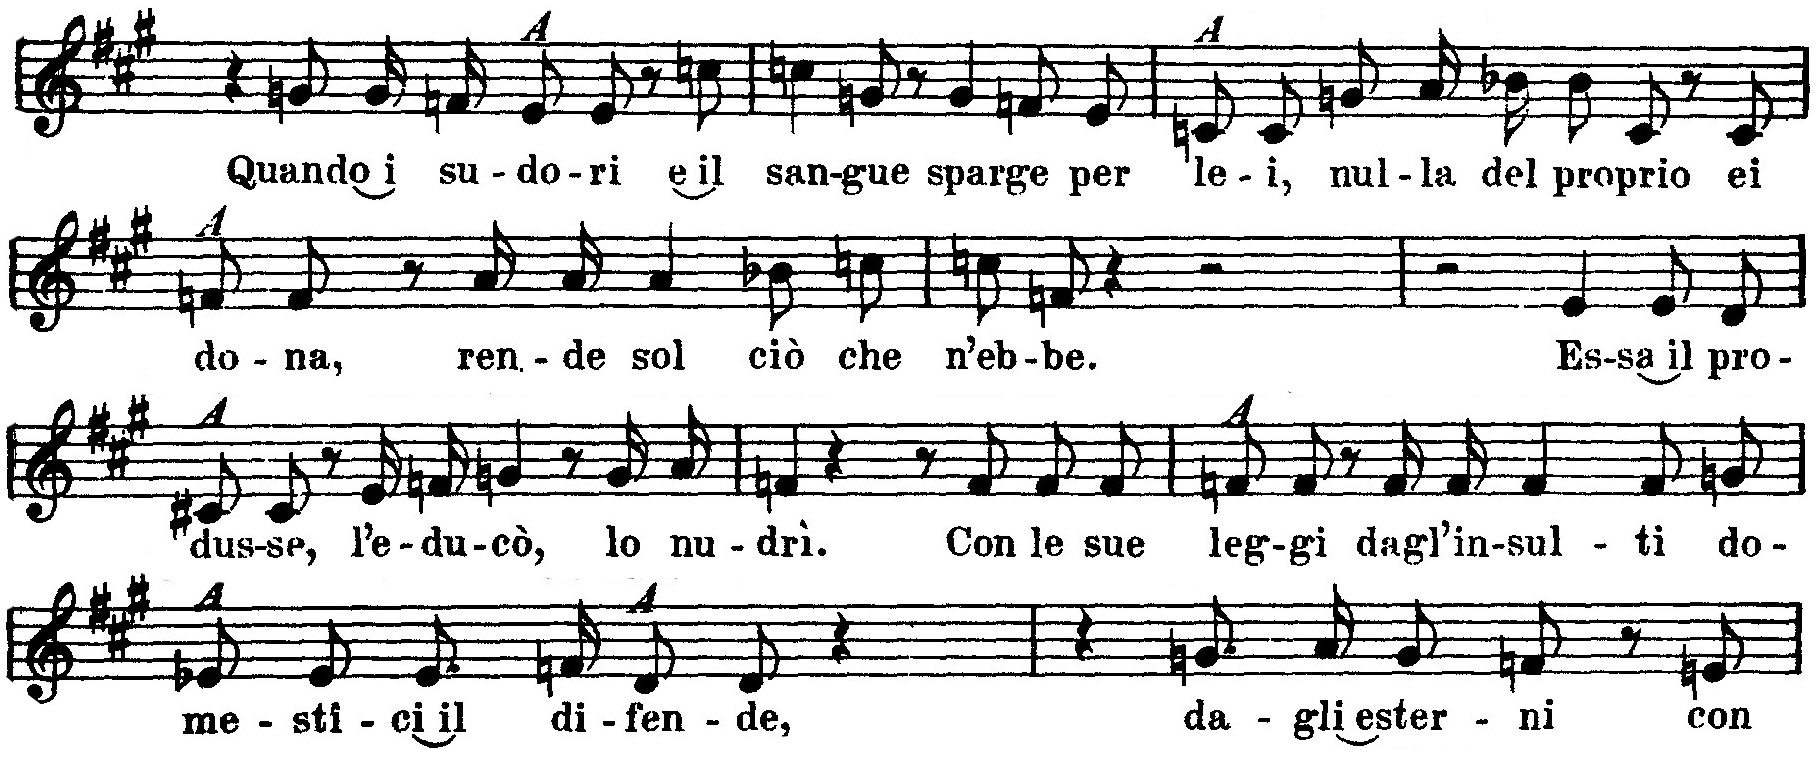 A A
Quando i su - do - ri e il san-gue sparge per le - i, nul - la del proprio ei
A
do - na, ren - de sol ciò che n'eb - be. Es-sa il pro-
A A
dus-se, l'e - du - cò, lo nu - drì. Con le sue leg-gi dagl'in-sul - ti do-
A A
me - sti - ci il di - fen - de, da - gli ester - ni con